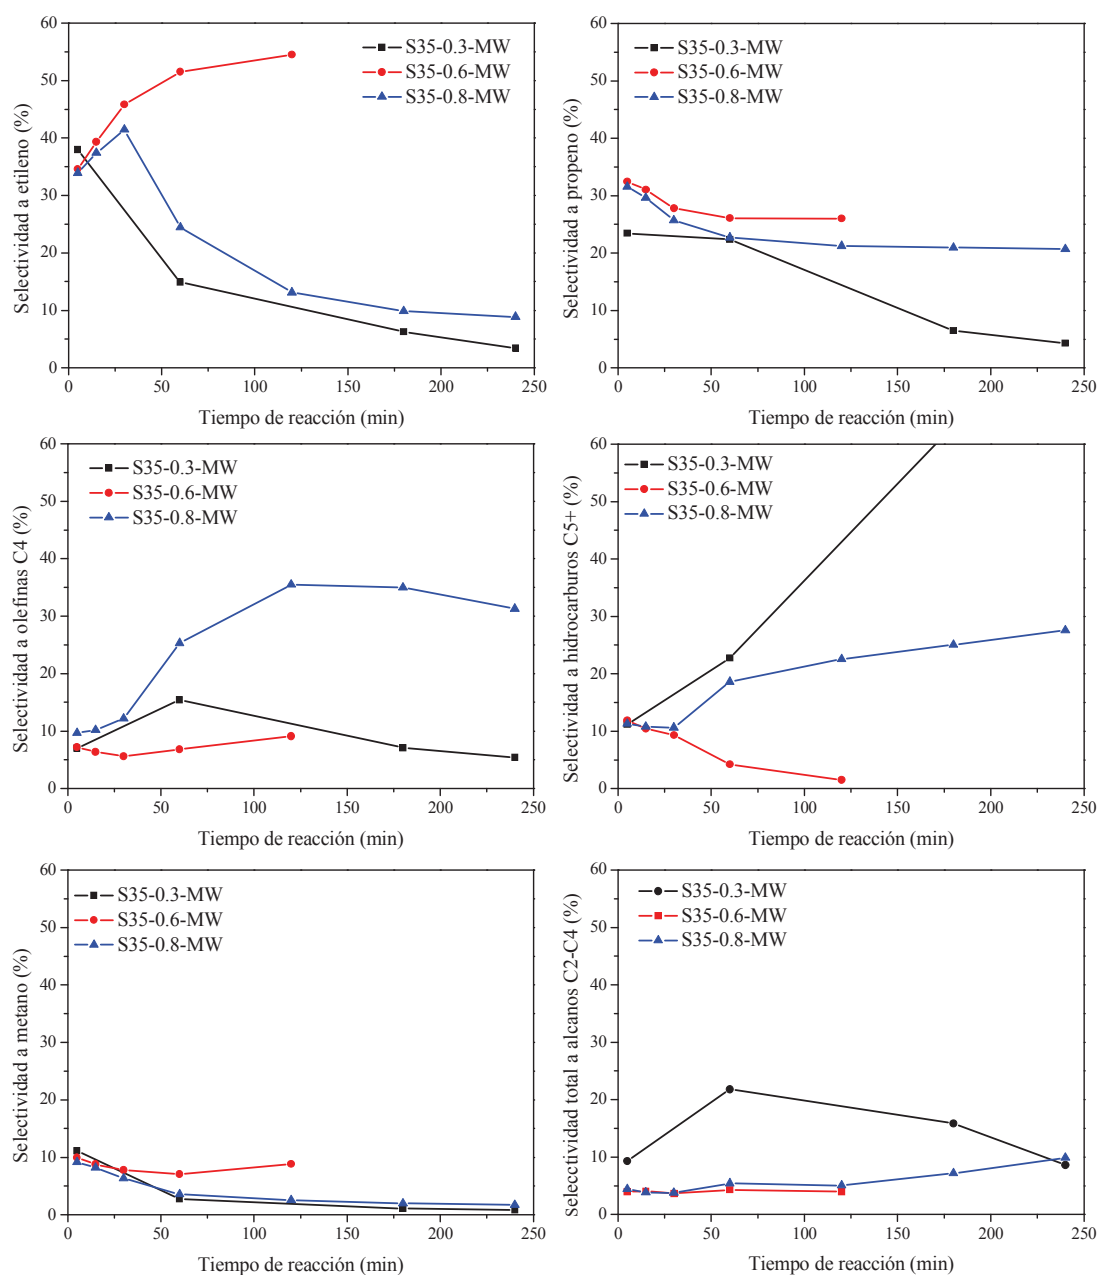 60
50
40
30
20
10
0
Selectividad a etileno (%)
S35-0.3-MW
S35-0.6-MW
S35-0.8-MW
0 50 100 150 200 250
Tiempo de reacción (min)
60
50
40
30
20
10
0
Selectividad a propeno (%)
S35-0.3-MW
S35-0.6-MW
S35-0.8-MW
0 50 100 150 200 250
Tiempo de reacción (min)
60
50
40
30
20
10
0
Selectividad a olefinas C4 (%)
S35-0.3-MW
S35-0.6-MW
S35-0.8-MW
0 50 100 150 200 250
Tiempo de reacción (min)
60
50
40
30
20
10
0
Selectividad a hidrocarburos C5+ (%)
S35-0.3-MW
S35-0.6-MW
S35-0.8-MW
0 50 100 150 200 250
Tiempo de reacción (min)
60
50
40
30
20
10
0
Selectividad a metano (%)
S35-0.3-MW
S35-0.6-MW
S35-0.8-MW
0 50 100 150 200 250
Tiempo de reacción (min)
60
50
40
30
20
10
0
Selectividad total a alcanos C2-C4 (%)
S35-0.3-MW
S35-0.6-MW
S35-0.8-MW
0 50 100 150 200 250
Tiempo de reacción (min)